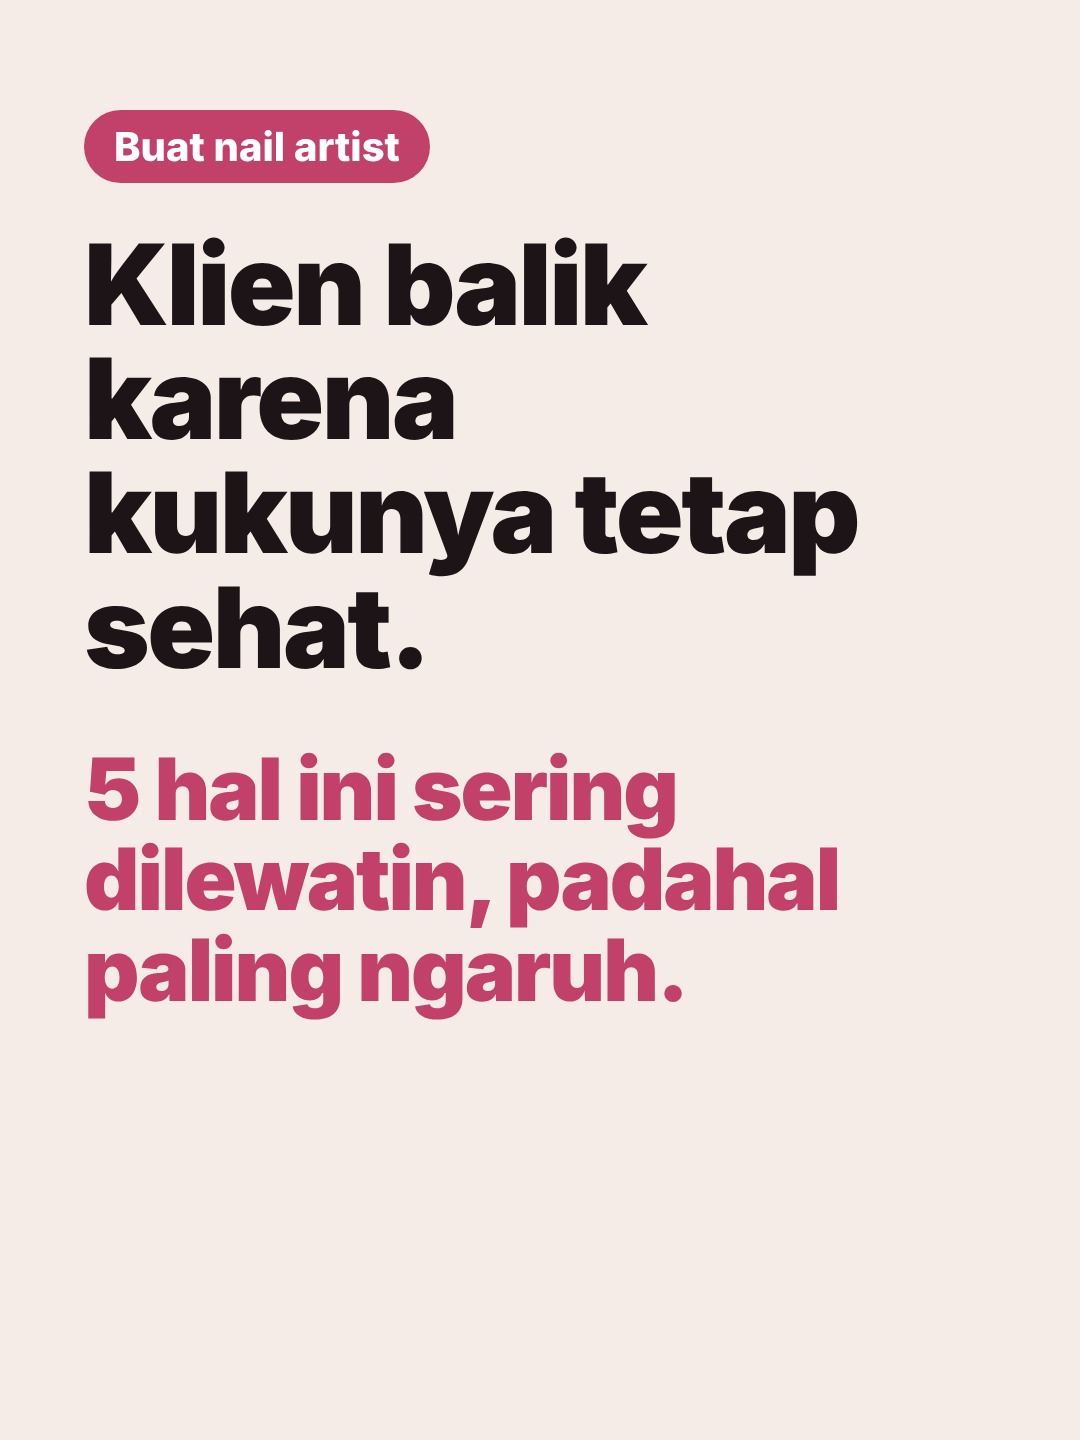 Buat nail artist
Klien balik
karena
kukunya tetap
sehat.
5 hal ini sering
dilewatin, padahal
paling ngaruh.